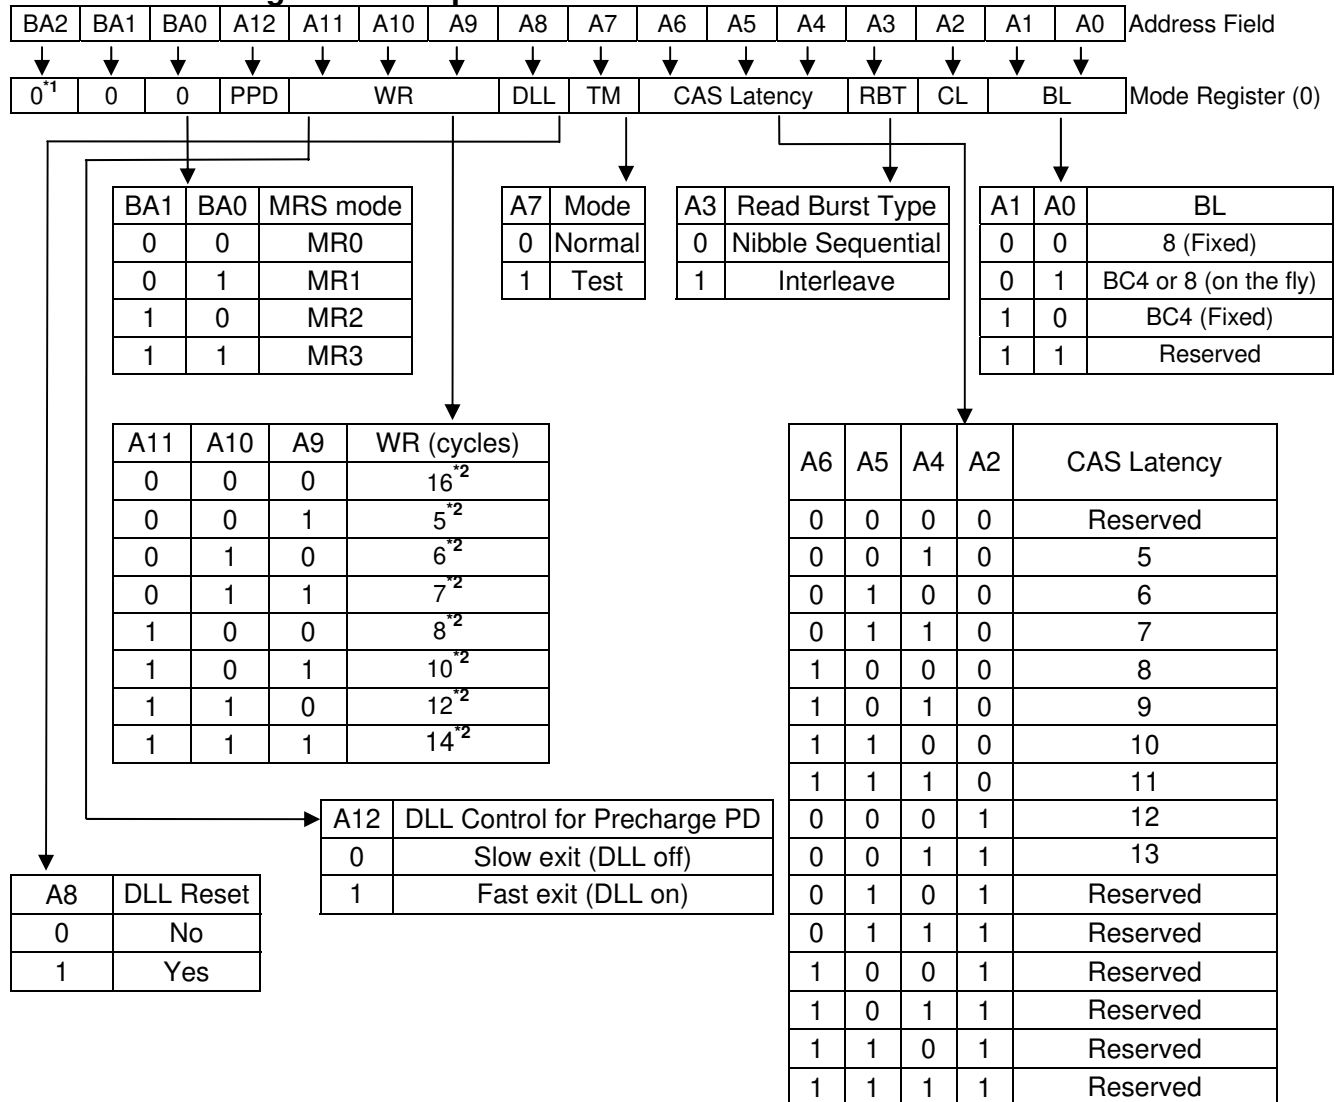 BA2 BA1 BA0 A12 A11 A10 A9 A8 A7 A6 A5 A4 A3 A2 A1 A0 Address Field
0*1 0 0 PPD WR DLL TM CAS Latency RBT CL BL Mode Register (0)
BA1 BA0 MRS mode
0 0 MR0
0 1 MR1
1 0 MR2
1 1 MR3
A7 Mode
0 Normal
1 Test
A3 Read Burst Type
0 Nibble Sequential
1 Interleave
A1 A0 BL
0 0 8 (Fixed)
0 1 BC4 or 8 (on the fly)
1 0 BC4 (Fixed)
1 1 Reserved
A11 A10 A9 WR (cycles)
0 0 0 16*2
0 0 1 5*2
0 1 0 6*2
0 1 1 7*2
1 0 0 8*2
1 0 1 10*2
1 1 0 12*2
1 1 1 14*2
A6 A5 A4 A2 CAS Latency
0 0 0 0 Reserved
0 0 1 0 5
0 1 0 0 6
0 1 1 0 7
1 0 0 0 8
1 0 1 0 9
1 1 0 0 10
1 1 1 0 11
0 0 0 1 12
0 0 1 1 13
0 1 0 1 Reserved
0 1 1 1 Reserved
1 0 0 1 Reserved
1 0 1 1 Reserved
1 1 0 1 Reserved
1 1 1 1 Reserved
A12 DLL Control for Precharge PD
0 Slow exit (DLL off)
1 Fast exit (DLL on)
A8 DLL Reset
0 No
1 Yes